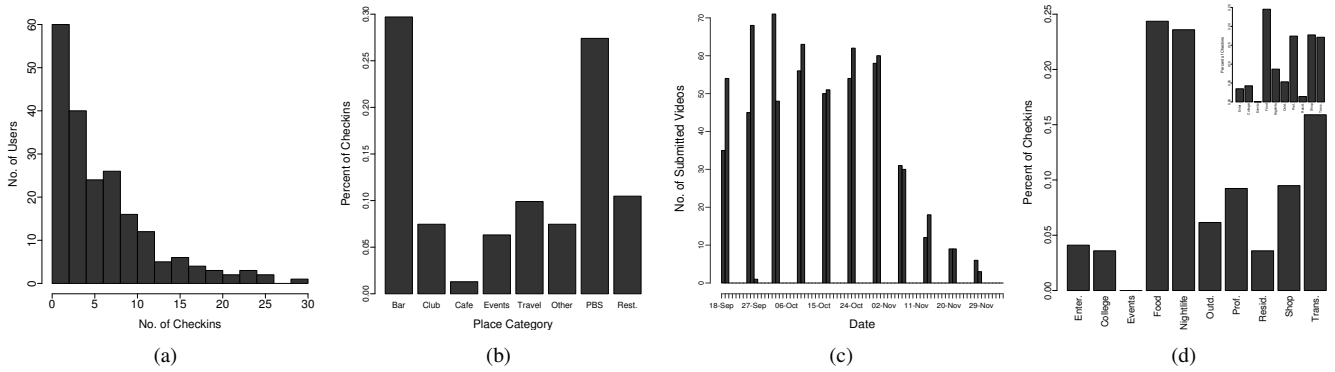 No. of Users
0 10 20 30 40 50 60
0 5 10 15 20 25 30
No. of Checkins
(a)
Percent of Checkins
0.00 0.05 0.10 0.15 0.20 0.30
Bar Club Cafe Events Travel Other PBS Rest.
Place Category
(b)
No. of Submitted Videos
0 10 20 30 40 50 60 70
18-Sep 27-Sep 06-Oct 15-Oct 24-Oct 02-Nov 11-Nov 20-Nov 29-Nov
Date
(c)
Percent of Checkins
0.00 0.05 0.10 0.15 0.20 0.25
Enter. College Events Food Nightlife Outd. Prof. Resid. Shop Trans.
Percent of Checkins
(d)